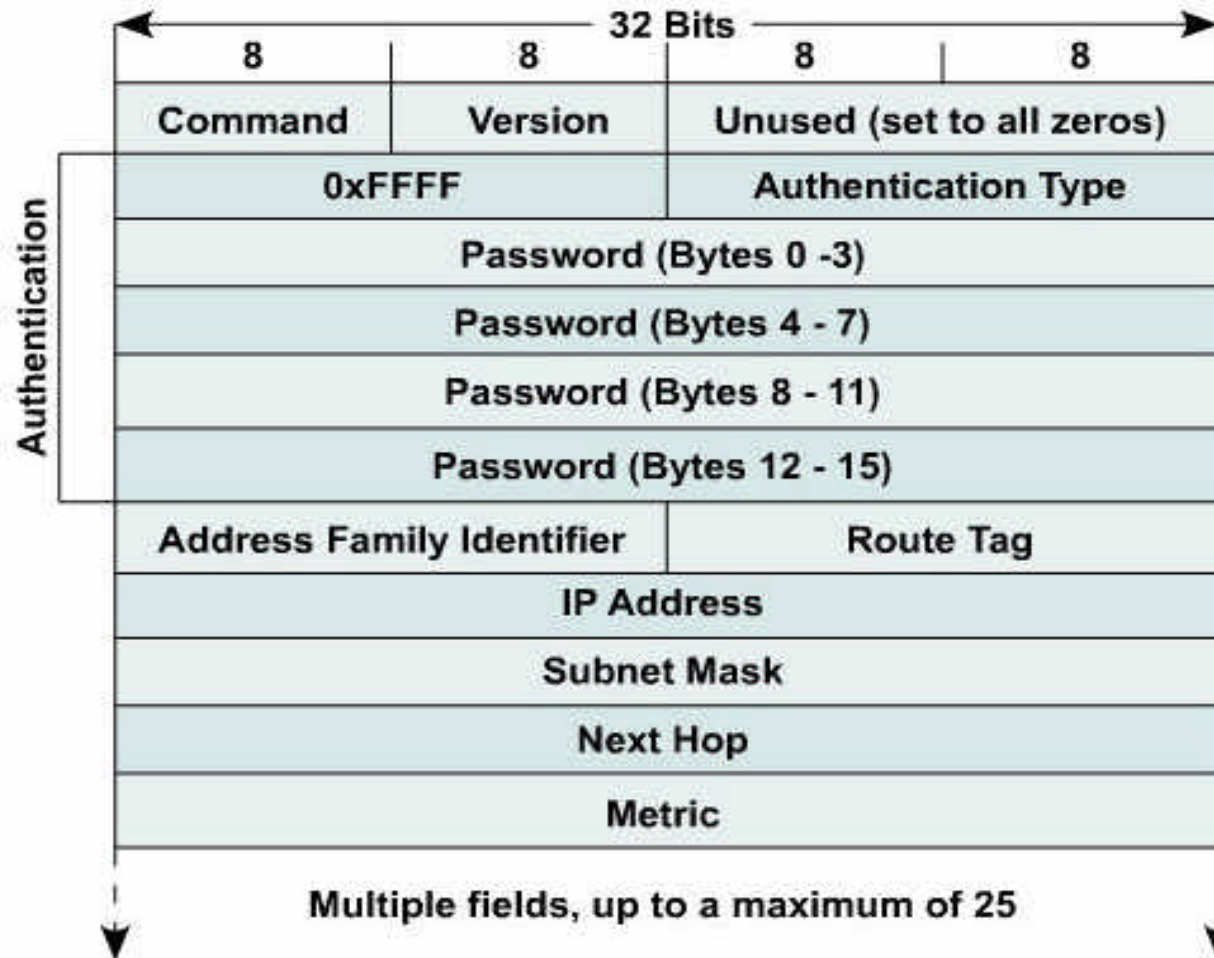 32 Bits
8 8 8 8
Command Version Unused (set to all zeros)
Authentication
0xFFFF Authentication Type
Password (Bytes 0 -3)
Password (Bytes 4 - 7)
Password (Bytes 8 - 11)
Password (Bytes 12 - 15)
Address Family Identifier Route Tag
IP Address
Subnet Mask
Next Hop
Metric
Multiple fields, up to a maximum of 25